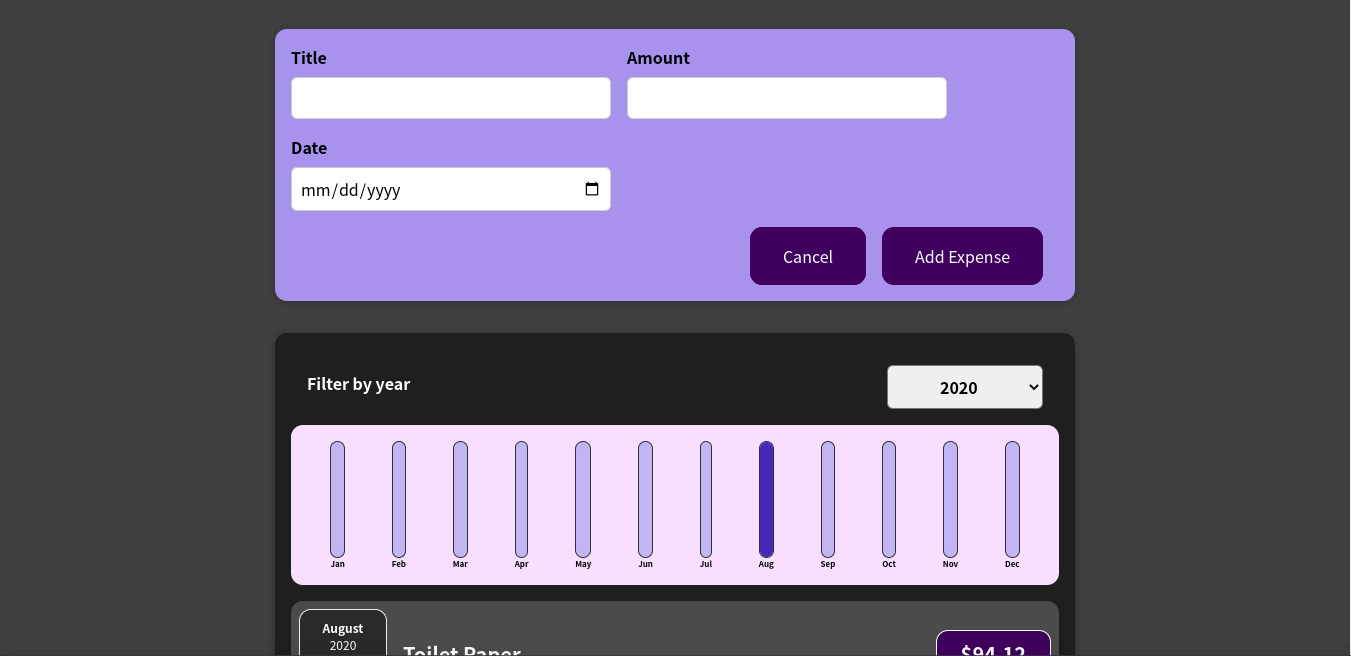 Title
Amount
Date
mm/dd/yyyy
Cancel
Add Expense
Filter by year
2020
Jan
Feb
Mar
Apr
May
Jun
Jul
Aug
Sep
Oct
Nov
Dec
August
2020
Toilet Paper
$94.12